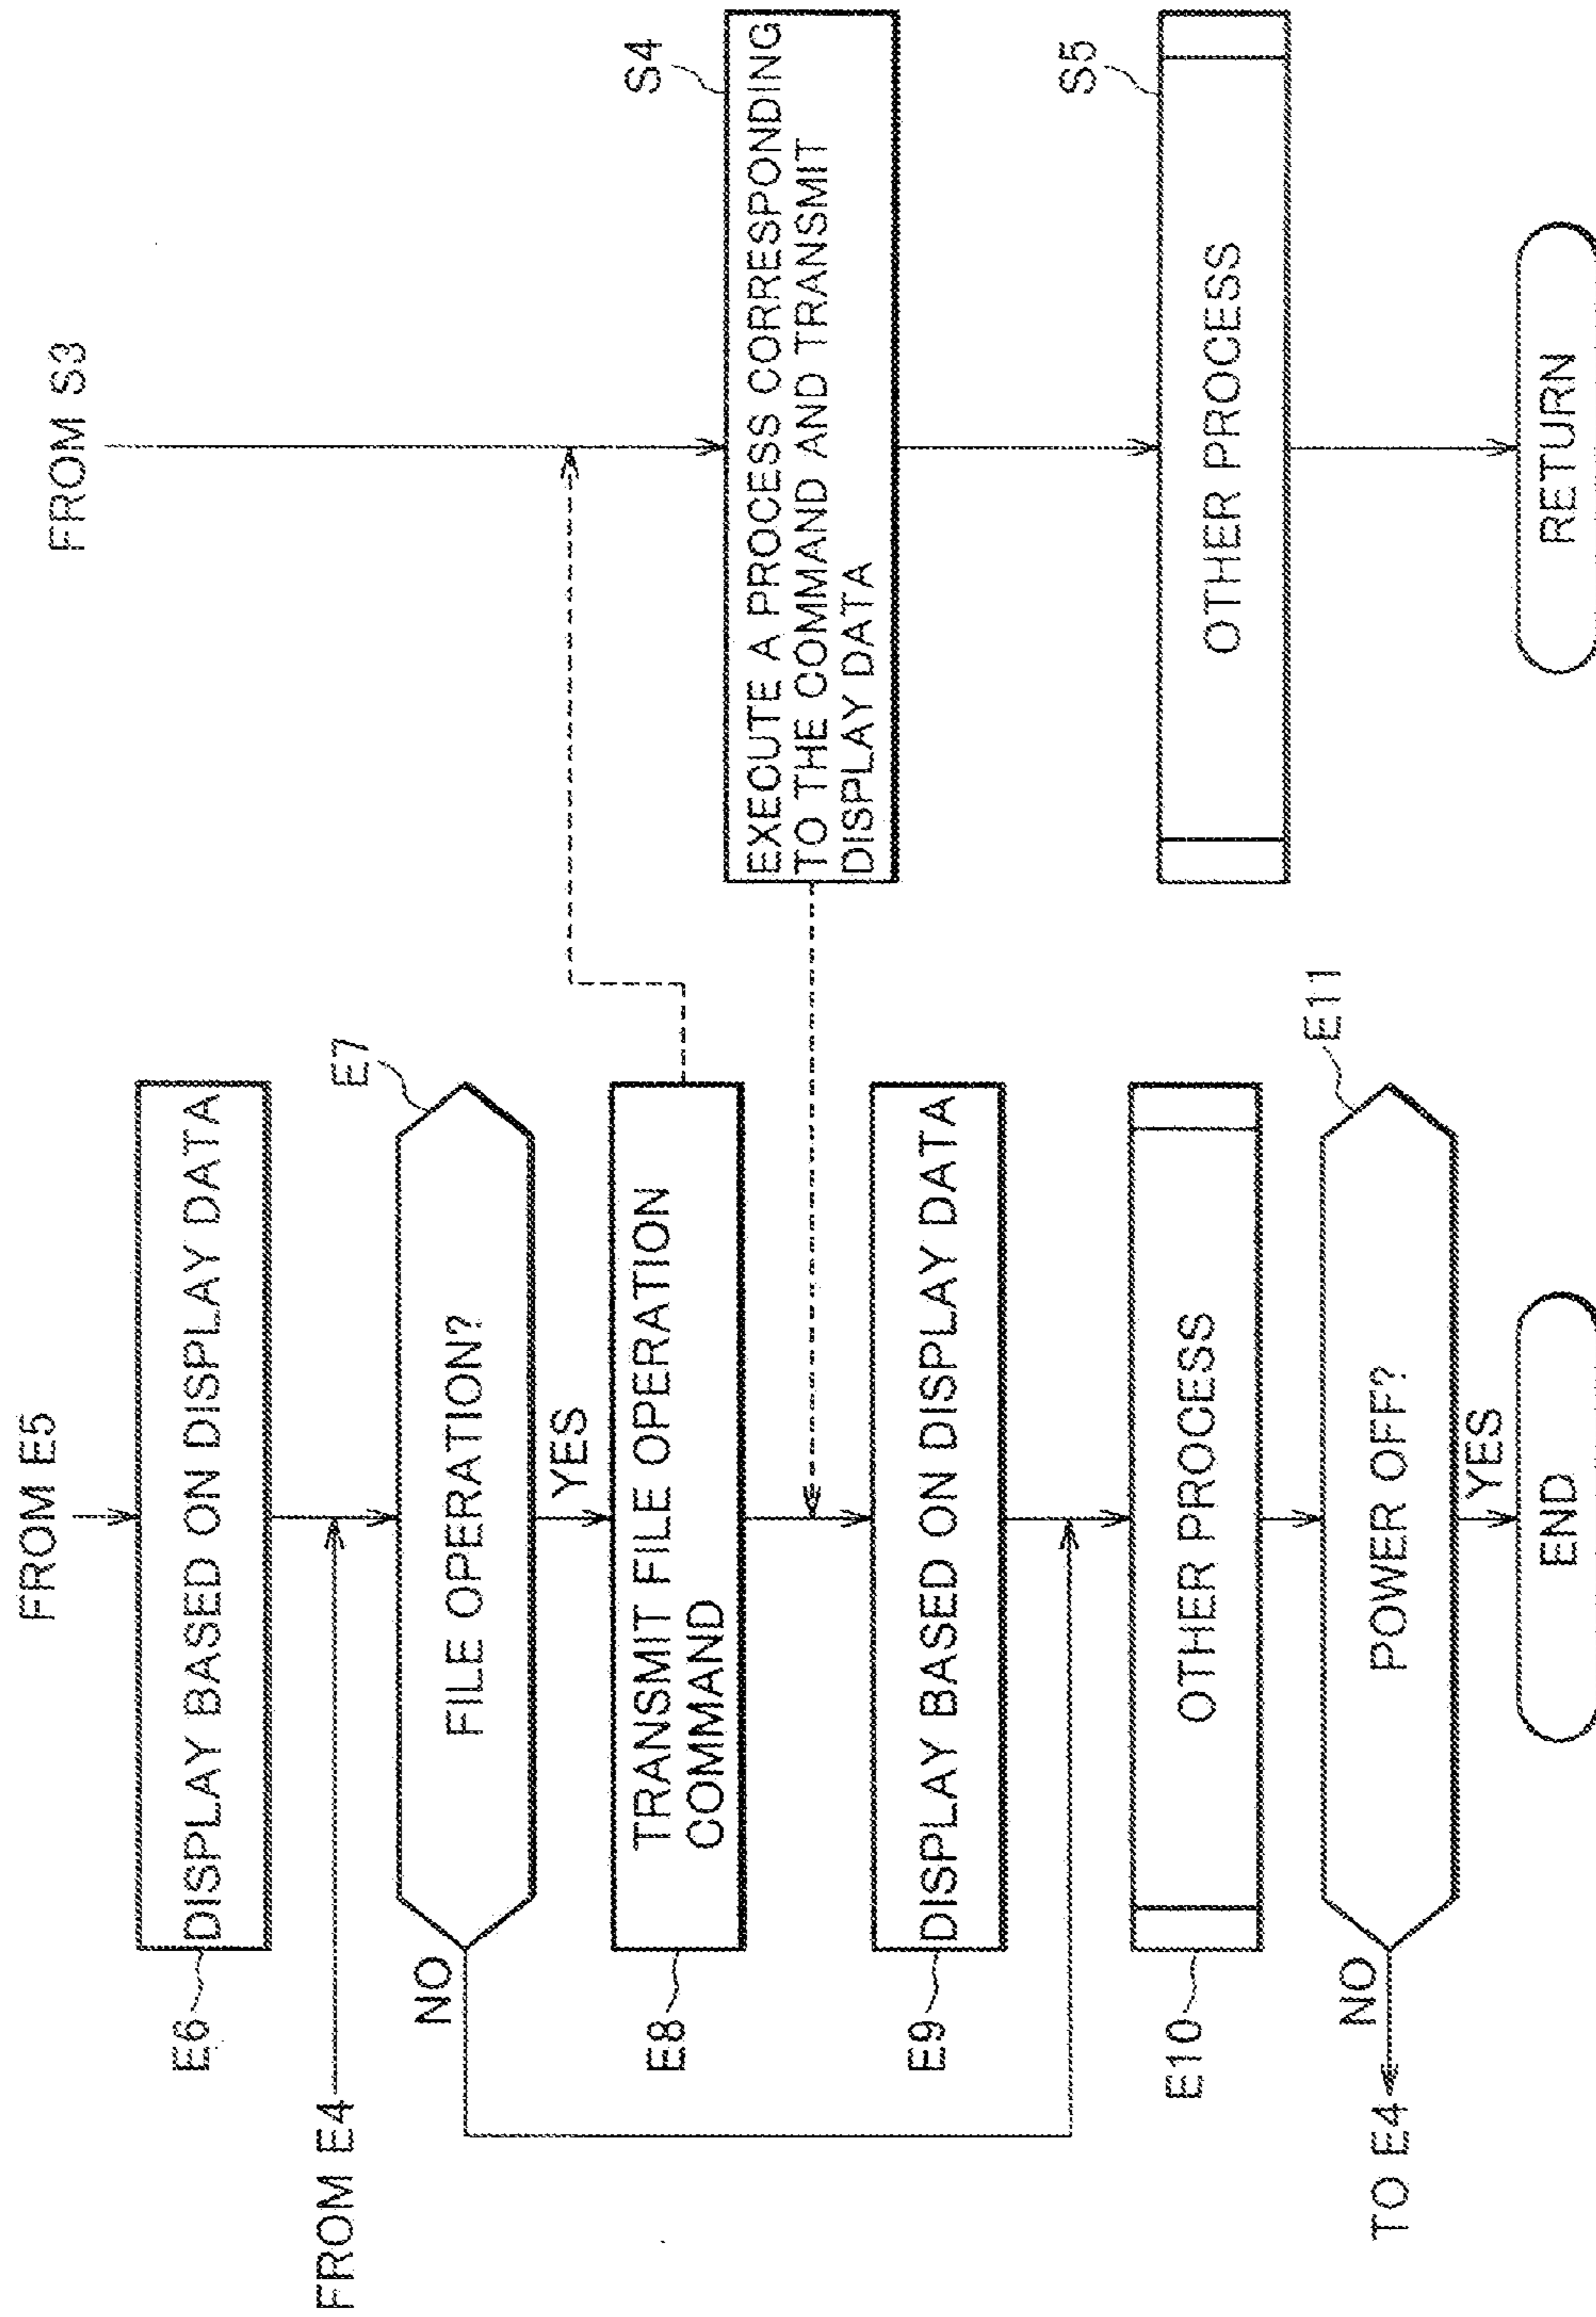 FROM E5
E6
DISPLAY BASED ON DISPLAY DATA
FROM E4
E7
FILE OPERATION?
NO
YES
E8
TRANSMIT FILE OPERATION
COMMAND
E9
DISPLAY BASED ON DISPLAY DATA
E10
OTHER PROCESS
E11
POWER OFF?
NO
TO E4
YES
END
FROM S3
S4
EXECUTE A PROCESS CORRESPONDING
TO THE COMMAND AND TRANSMIT
DISPLAY DATA
S5
OTHER PROCESS
RETURN